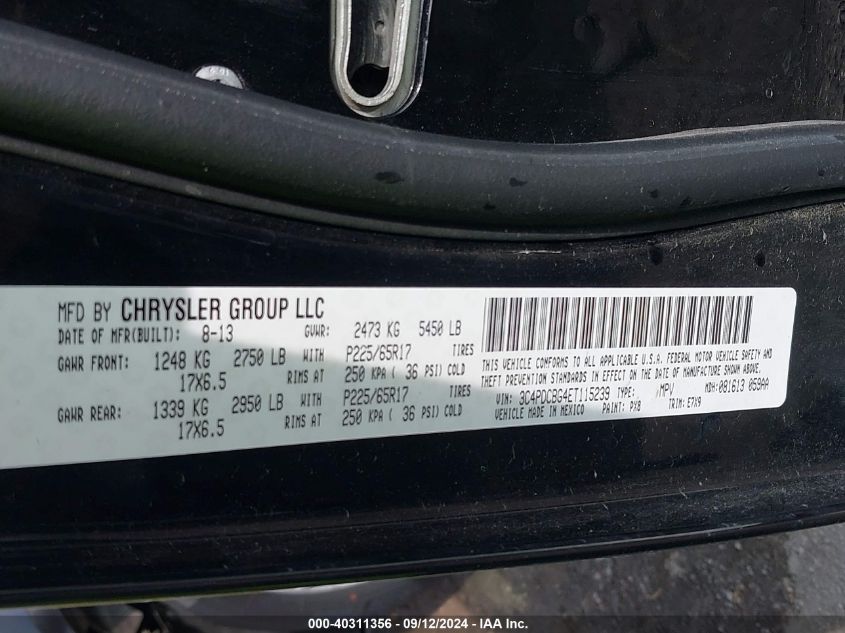 MFD BY CHRYSLER GROUP LLC
DATE OF MFR(BUILT): 8-13 GVWR: 2473 KG 5450 LB
GAWR FRONT: 1248 KG 2750 LB WITH P225/65R17 TIRES
17X6.5 RIMS AT 250 KPA ( 36 PSI) COLD
GAWR REAR: 1339 KG 2950 LB WITH P225/65R17 TIRES
17X6.5 RIMS AT 250 KPA ( 36 PSI) COLD
THIS VEHICLE CONFORMS TO ALL APPLICABLE U.S.A. FEDERAL MOTOR VEHICLE SAFETY AND
THEFT PREVENTION STANDARDS IN EFFECT ON THE DATE OF MANUFACTURE SHOWN ABOVE.
VIN: 3C4PDCBG4ET115239 TYPE: MPV MDH: 081613 059AA
VEHICLE MADE IN MEXICO PAINT: PX8 TRIM: E7X9
000-40311356 - 09/12/2024 - IAA Inc.